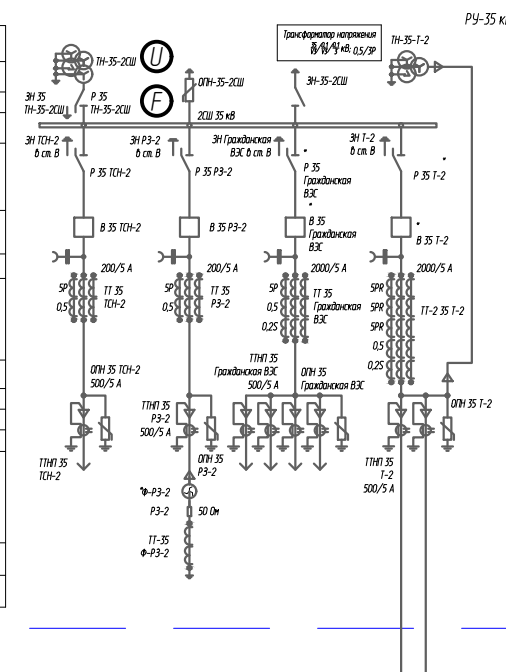 РУ-35 к
Трансформатор напряжения
кВ; 0,5/3Р
ТН-35-Т-2
ТН-35-2СШ
U
ОПН-35-2СШ
ЗН-35-2СШ
ЗН 35
ТН-35-2СШ
Р 35
ТН-35-2СШ
F
2СШ 35 кВ
ЗН ТСН-2
в ст. В
ЗН РЗ-2
в ст. В
ЗН Гражданская
ВЭС в ст. В
ЗН Т-2
в ст. В
Р 35 ТСН-2
Р 35 РЗ-2
Р 35
Гражданская
ВЭС
Р 35 Т-2
В 35 ТСН-2
В 35 РЗ-2
В 35
Гражданская
ВЭС
В 35 Т-2
200/5 А
200/5 А
2000/5 А
2000/5 А
5Р
0,5
ТТ 35
ТСН-2
5Р
0,5
ТТ 35
РЗ-2
5Р
0,5
0,2S
ТТ 35
Гражданская
ВЭС
5PR
5PR
5PR
0,5
0,2S
ТТ-2 35 Т-2
ОПН 35 ТСН-2
500/5 А
ТТНП 35
Гражданская ВЭС
500/5 А
ОПН 35
Гражданская ВЭС
ТТНП 35
РЗ-2
500/5 А
ОПН 35 Т-2
ТТНП 35
ТСН-2
ОПН 35
РЗ-2
ТТНП 35
Т-2
500/5 А
Ф-РЗ-2
РЗ-2
50 Ом
ТТ-35
Ф-РЗ-2